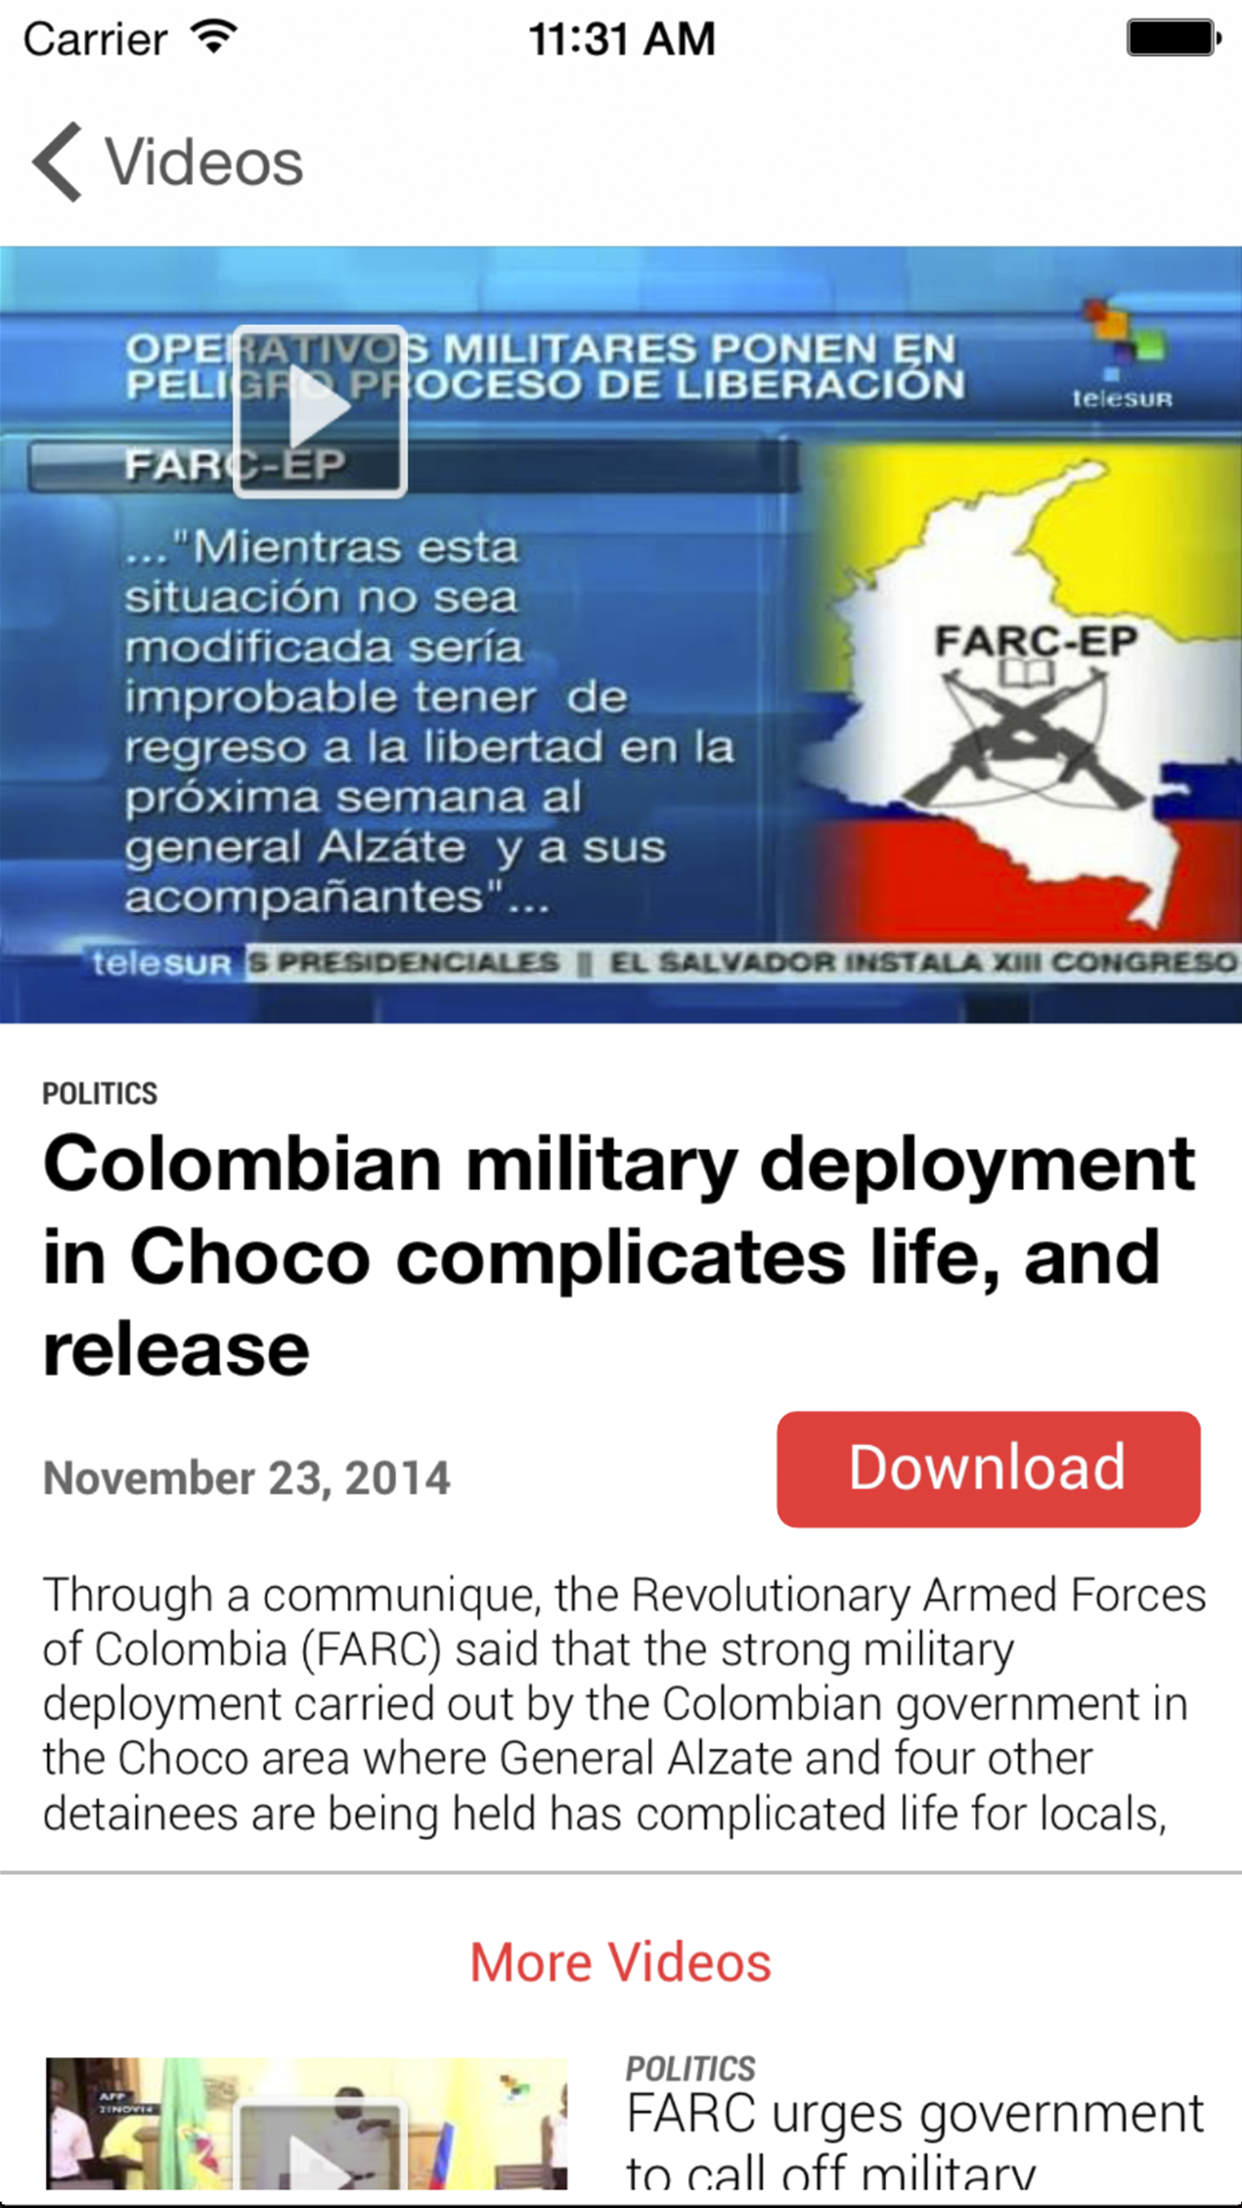 Carrier 11:31 AM
Videos
OPERATIVOS MILITARES PONEN EN
PELIGRO PROCESO DE LIBERACIÓN
telesUR
FARC-EP
..."Mientras esta
situación no sea
modificada sería
improbable tener de
regreso a la libertad en la
próxima semana al
general Alzáte y a sus
acompañantes"...
FARC-EP
telesUR S PRESIDENCIALES || EL SALVADOR INSTALA XIII CONGRESO
POLITICS
Colombian military deployment
in Choco complicates life, and
release
November 23, 2014
Download
Through a communique, the Revolutionary Armed Forces
of Colombia (FARC) said that the strong military
deployment carried out by the Colombian government in
the Choco area where General Alzate and four other
detainees are being held has complicated life for locals,
More Videos
AFP
21NOV14
POLITICS
FARC urges government
to call off military